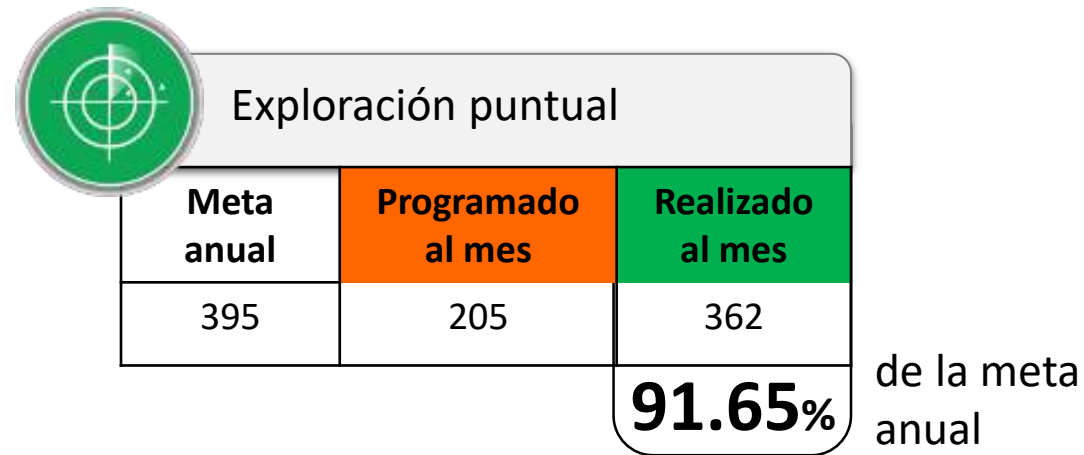 Exploración puntual
Meta anual
Programado al mes
Realizado al mes
395
205
362
91.65%
de la meta
anual